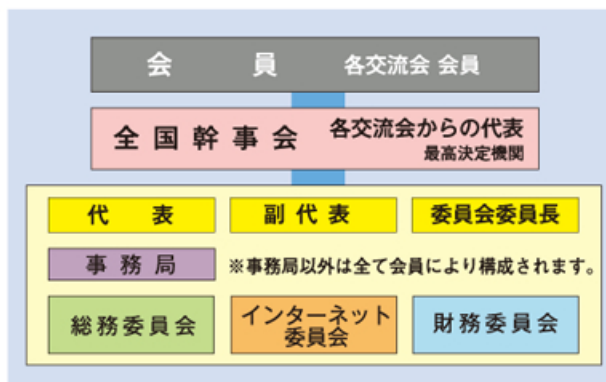 会員 各交流会 会員
全国幹事会 各交流会からの代表
最高決定機関
代表 副代表 委員会委員長
事務局 ※事務局以外は全て会員により構成されます。
総務委員会
インターネット
委員会
財務委員会